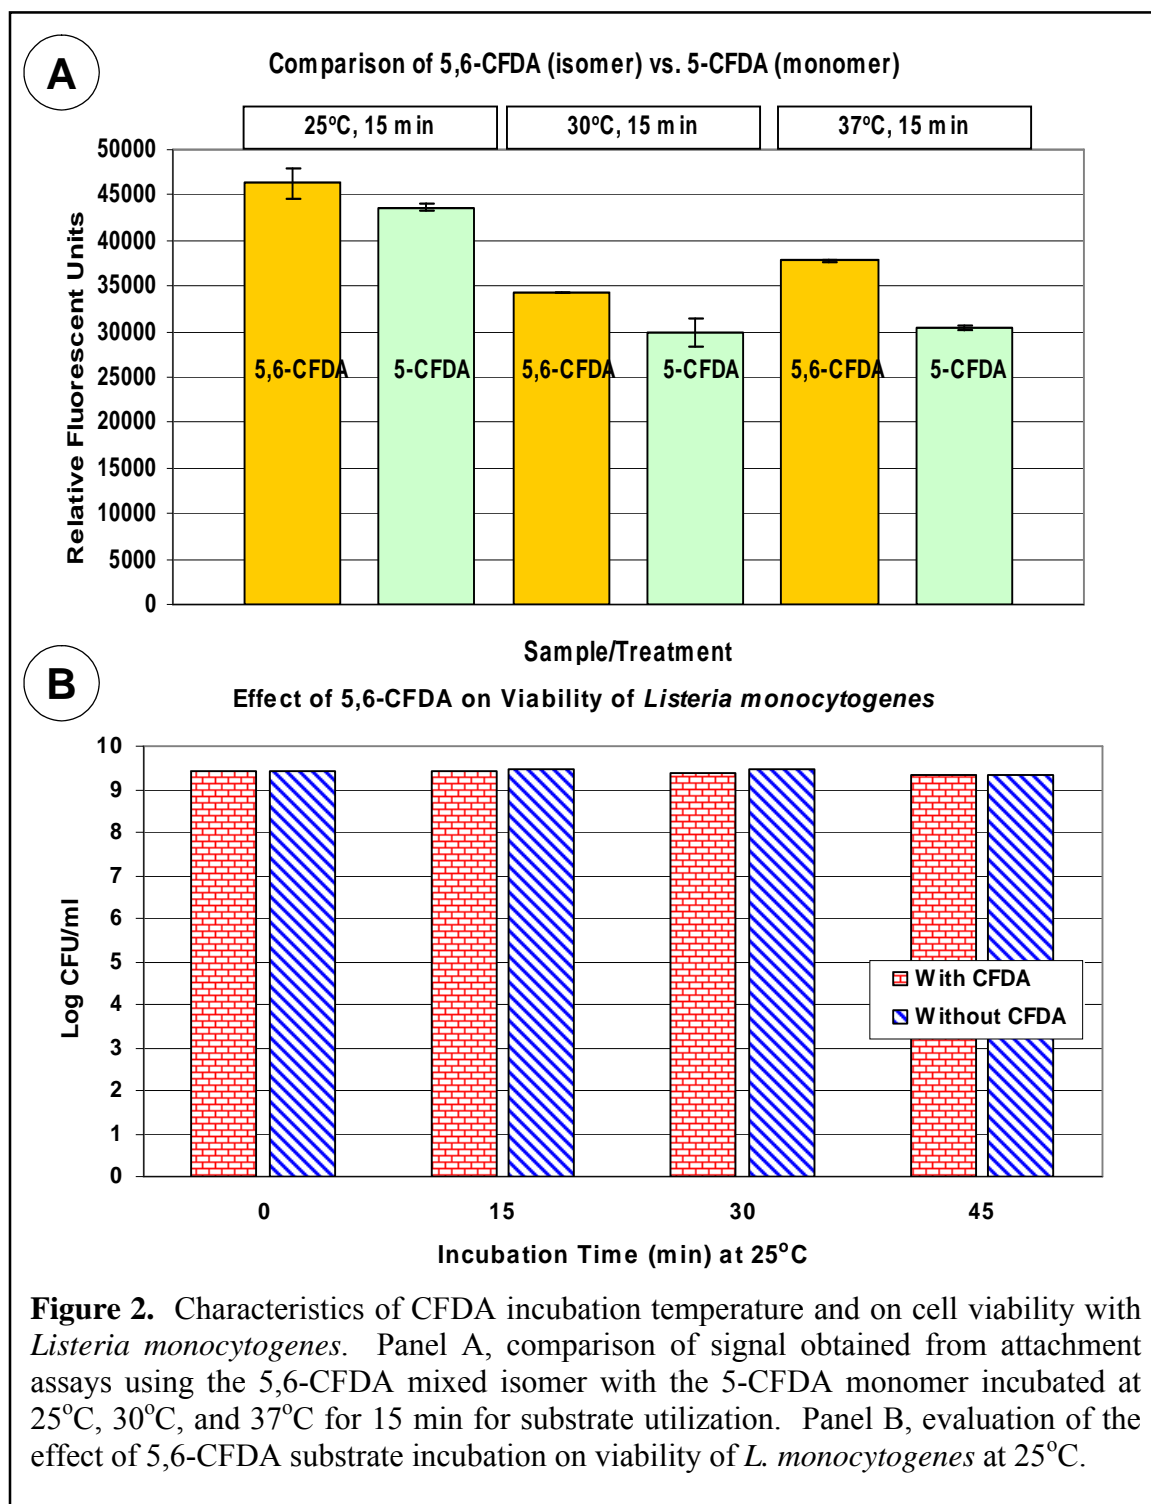 A
Comparison of 5,6-CFDA (isomer) vs. 5-CFDA (monomer)
25ºC, 15 min
30ºC, 15 min
37ºC, 15 min
50000
45000
40000
35000
30000
25000
20000
15000
10000
5000
0
Relative Fluorescent Units
5,6-CFDA
5-CFDA
5,6-CFDA
5-CFDA
5,6-CFDA
5-CFDA
Sample/Treatment
B
Effect of 5,6-CFDA on Viability of Listeria monocytogenes
10
9
8
7
6
5
4
3
2
1
0
Log CFU/ml
With CFDA
Without CFDA
0
15
30
45
Incubation Time (min) at 25°C
Figure 2. Characteristics of CFDA incubation temperature and on cell viability with
Listeria monocytogenes. Panel A, comparison of signal obtained from attachment
assays using the 5,6-CFDA mixed isomer with the 5-CFDA monomer incubated at
25°C, 30°C, and 37°C for 15 min for substrate utilization. Panel B, evaluation of the
effect of 5,6-CFDA substrate incubation on viability of L. monocytogenes at 25°C.